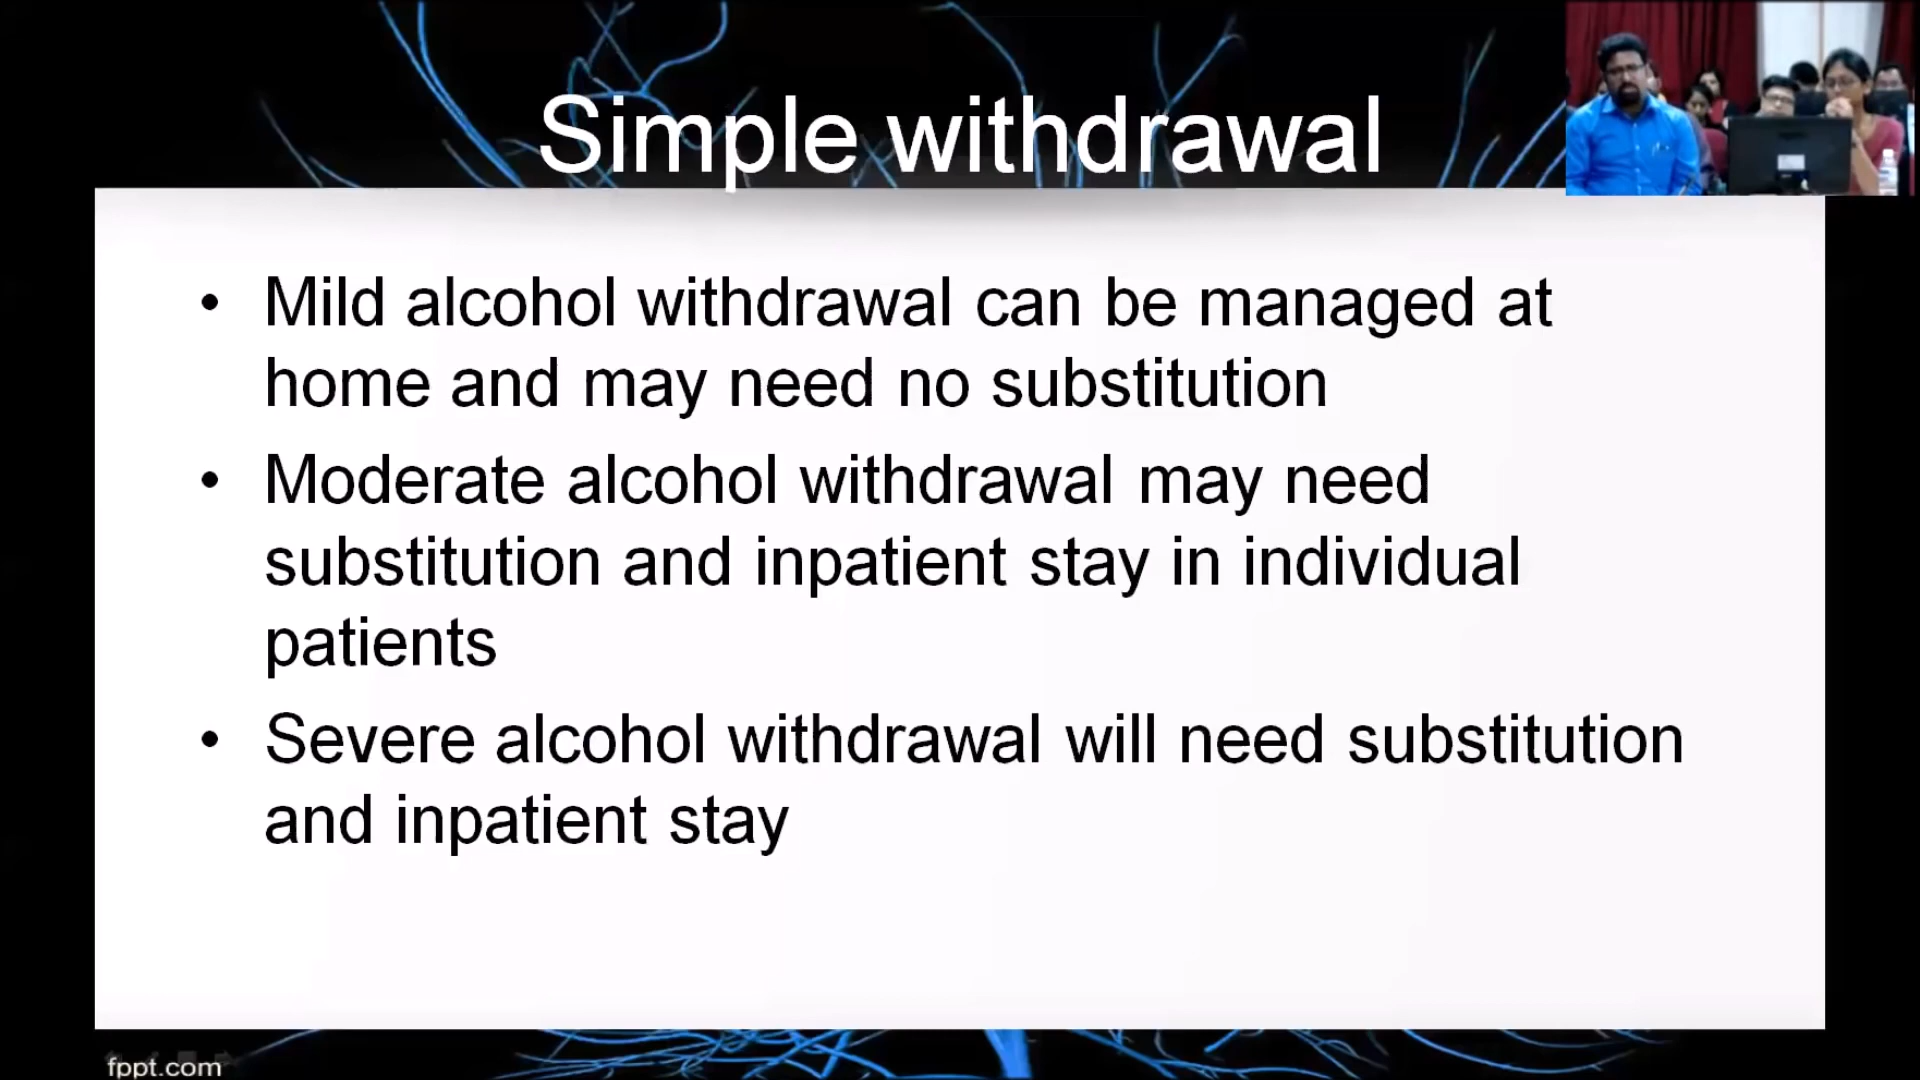 Simple withdrawal
• Mild alcohol withdrawal can be managed at
home and may need no substitution
• Moderate alcohol withdrawal may need
substitution and inpatient stay in individual
patients
• Severe alcohol withdrawal will need substitution
and inpatient stay
fppt.com